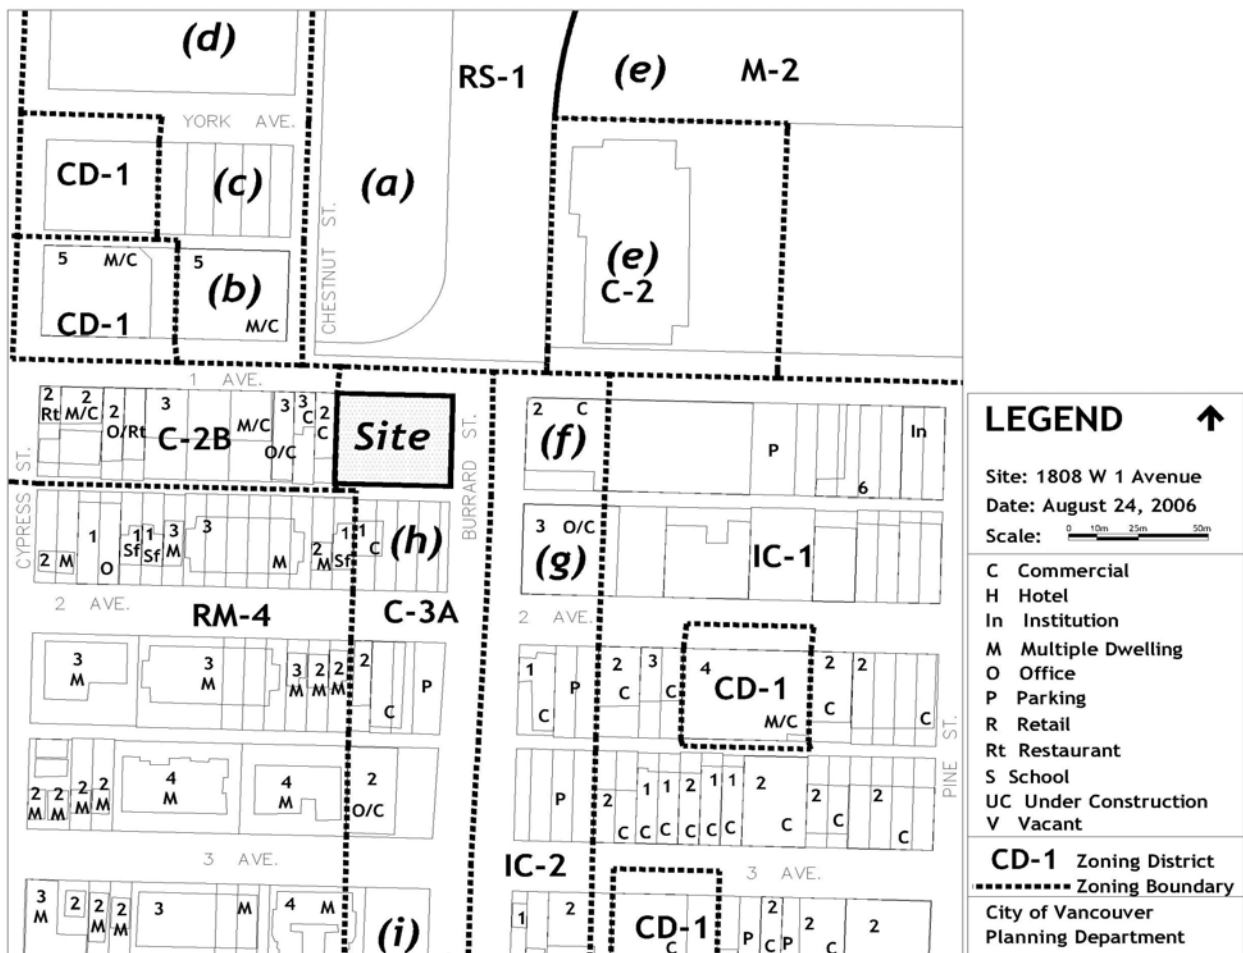 (d)
RS-1
(e)
M-2
YORK AVE.
CD-1
(c)
(a)
CHESTNUT ST.
5
M/C
5
(b)
(e)
C-2
CD-1
M/C
1 AVE.
2
Rt
2
M/C
2
O/Rt
3
C-2B
M/C
3
O/C
3
C
2
C
Site
BURRARD ST.
2
C
(f)
P
6
In
CYPRESS ST.
2
M
1
O
1
Sf
1
Sf
3
M
3
M
2
M
1
Sf
1
C
(h)
3
O/C
(g)
IC-1
2 AVE.
RM-4
C-3A
2 AVE.
3
M
3
M
3
M
2
M
2
M
2
C
P
1
C
P
2
C
3
C
4
CD-1
M/C
2
C
2
C
PINE ST.
2
M
2
M
2
M
2
M
4
M
4
M
2
O/C
P
2
C
1
C
1
C
2
C
1
C
1
C
2
C
2
C
2
C
3 AVE.
IC-2
3 AVE.
3
M
2
2
M
2
M
3
M
4
M
(i)
1
2
CD-1
C
P
2
C
P
2
C
2
LEGEND
Site: 1808 W 1 Avenue
Date: August 24, 2006
Scale: 0 10m 25m 50m
C Commercial
H Hotel
In Institution
M Multiple Dwelling
O Office
P Parking
R Retail
Rt Restaurant
S School
UC Under Construction
V Vacant
CD-1 Zoning District
Zoning Boundary
City of Vancouver
Planning Department